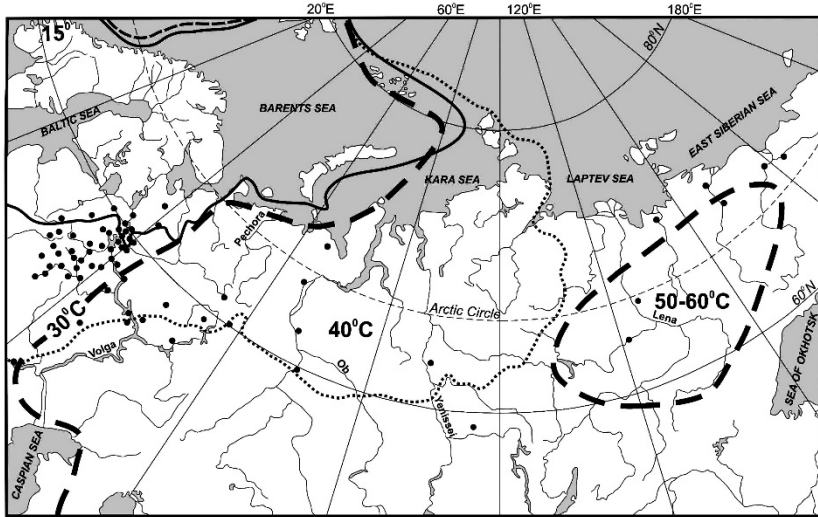 20°E
60°E
120°E
180°E
15°
80°N
BALTIC SEA
BARENTS SEA
EAST SIBERIAN SEA
KARA SEA
LAPTEV SEA
Pechora
30°C
40°C
Arctic Circle
50-60°C
60°N
Lena
Volga
Ob
Yenissei
SEA OF OKHOTSK
CASPIAN SEA